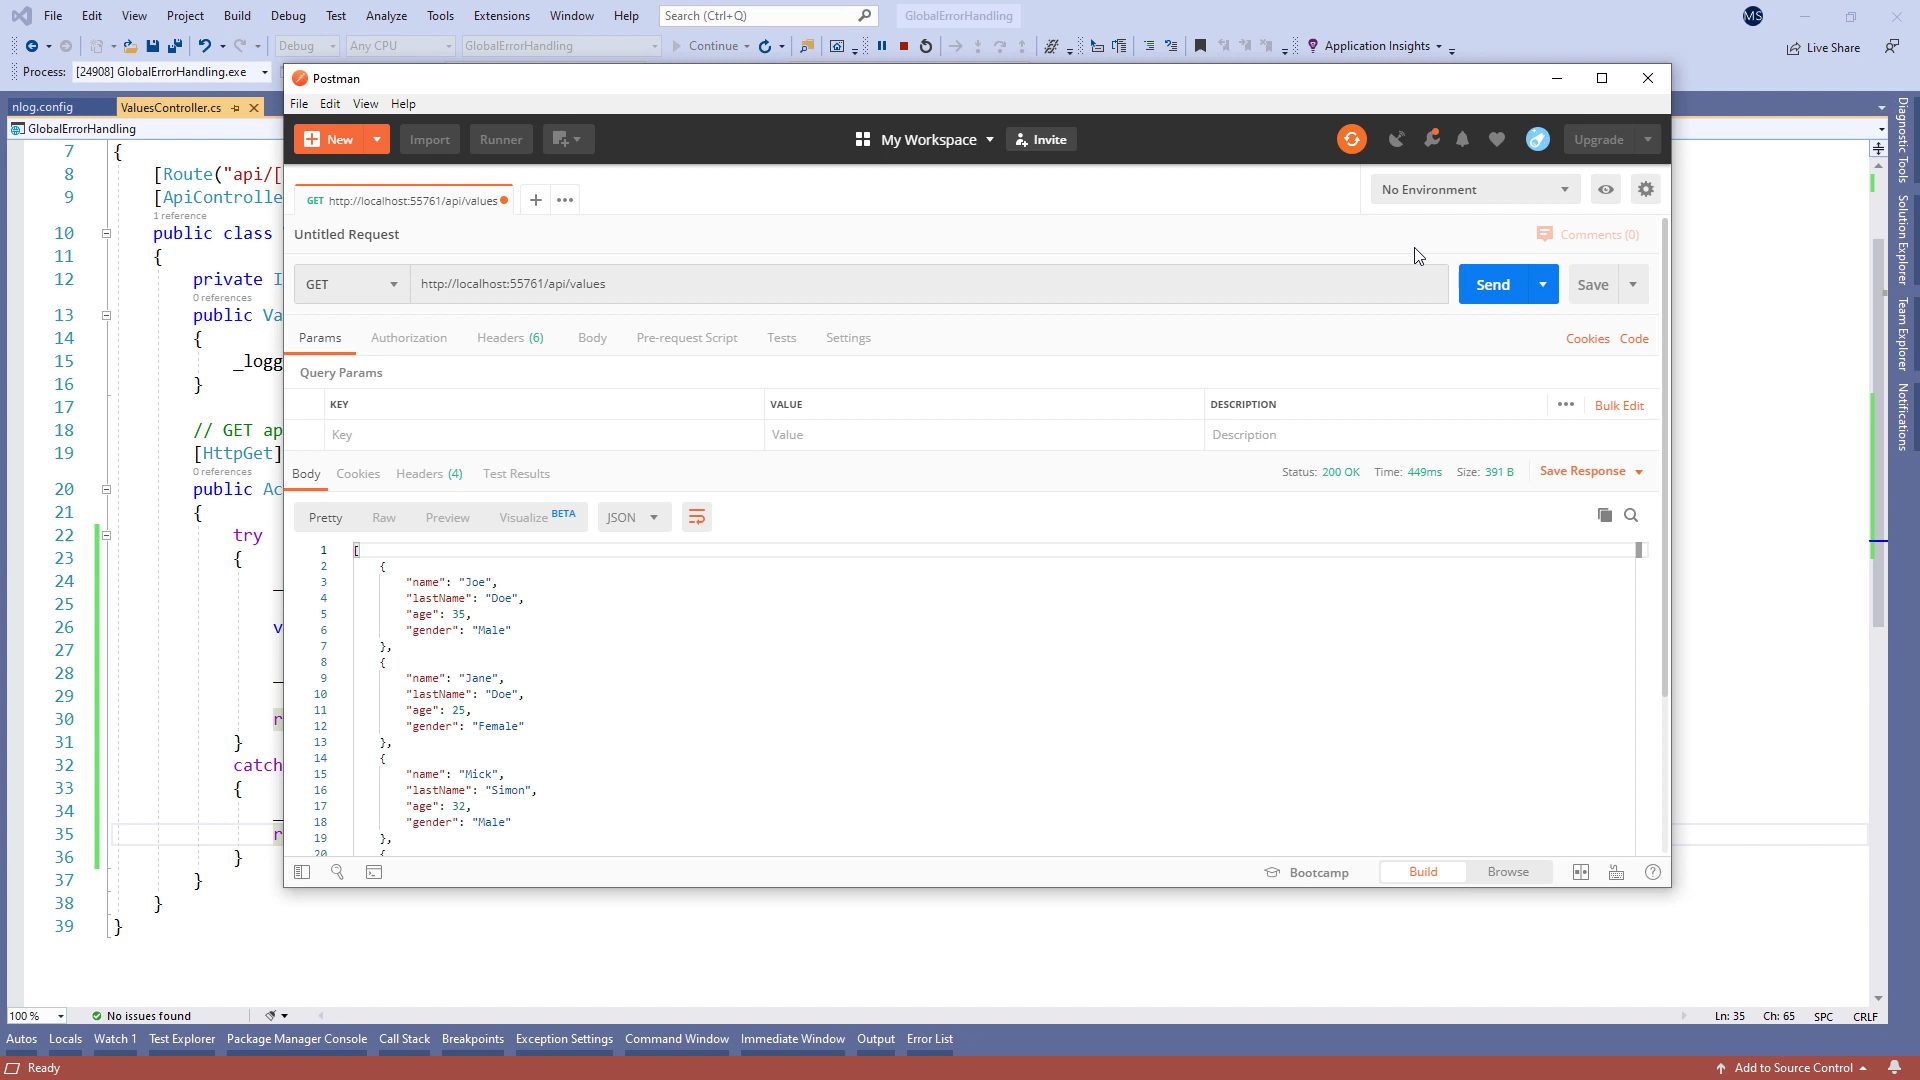 File Edit View Project Build Debug Test Analyze Tools Extensions Window Help Search (Ctrl+Q) GlobalErrorHandling MS
Debug Any CPU GlobalErrorHandling Continue Application Insights Live Share
Process: [24908] GlobalErrorHandling.exe
Postman
nlog.config ValuesController.cs
File Edit View Help
GlobalErrorHandling
New Import Runner My Workspace Invite Upgrade
7 {
8 [Route("api/[
9 [ApiControlle
1 reference
10 public class
11 {
12 private I
0 references
13 public Va
14 {
15 _logg
16 }
17
18 // GET ap
19 [HttpGet]
0 references
20 public Ac
21 {
22 try
23 {
24
25
26 v
27
28
29
30 r
31 }
32 catch
33 {
34
35 r
36 }
37 }
38 }
39 }
GET http://localhost:55761/api/values No Environment
Untitled Request Comments (0)
GET http://localhost:55761/api/values Send Save
Params Authorization Headers (6) Body Pre-request Script Tests Settings Cookies Code
Query Params
KEY VALUE DESCRIPTION Bulk Edit
Key Value Description
Body Cookies Headers (4) Test Results Status: 200 OK Time: 449ms Size: 391 B Save Response
Pretty Raw Preview Visualize BETA JSON
1 [
2 {
3 "name": "Joe",
4 "lastName": "Doe",
5 "age": 35,
6 "gender": "Male"
7 },
8 {
9 "name": "Jane",
10 "lastName": "Doe",
11 "age": 25,
12 "gender": "Female"
13 },
14 {
15 "name": "Mick",
16 "lastName": "Simon",
17 "age": 32,
18 "gender": "Male"
19 },
20 {
Bootcamp Build Browse
Diagnostic Tools
Solution Explorer
Team Explorer
Notifications
100 % No issues found Ln: 35 Ch: 65 SPC CRLF
Autos Locals Watch 1 Test Explorer Package Manager Console Call Stack Breakpoints Exception Settings Command Window Immediate Window Output Error List
Ready Add to Source Control